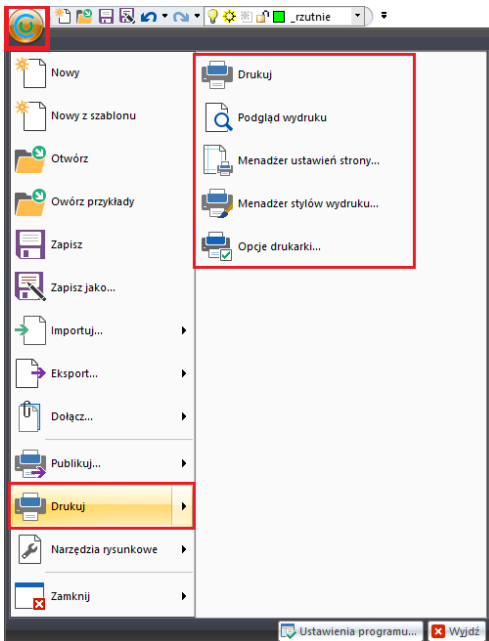 _rzutnie
Nowy
Nowy z szablonu
Otwórz
Owórz przykłady
Zapisz
Zapisz jako...
Importuj...
Eksport...
Dołącz...
Publikuj...
Drukuj
Narzędzia rysunkowe
Zamknij
Drukuj
Podgląd wydruku
Menadżer ustawień strony...
Menadżer stylów wydruku...
Opcje drukarki...
Ustawienia programu...
Wyjdź